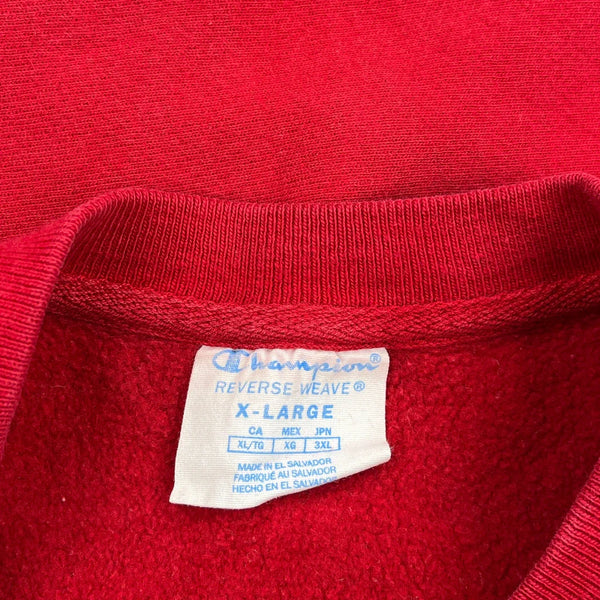 Champion®
REVERSE WEAVE®
X-LARGE
CA MEX JPN
XL/TG XG 3XL
MADE IN EL SALVADOR
FABRIQUÉ AU SALVADOR
HECHO EN EL SALVADOR